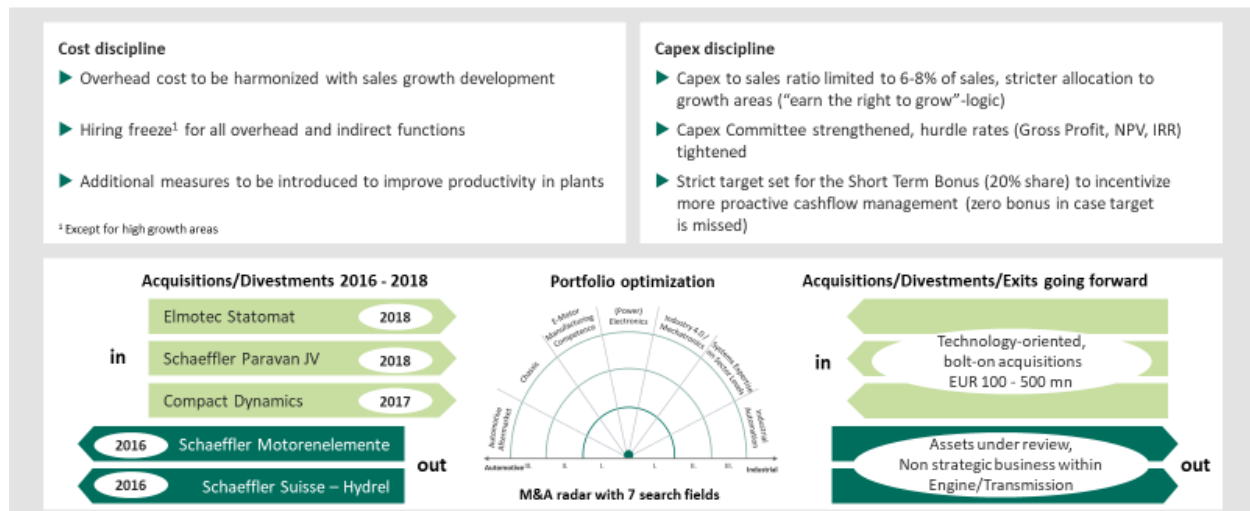 Cost discipline
Overhead cost to be harmonized with sales growth development
Hiring freeze¹ for all overhead and indirect functions
Additional measures to be introduced to improve productivity in plants
¹ Except for high growth areas
Capex discipline
Capex to sales ratio limited to 6-8% of sales, stricter allocation to
growth areas (“earn the right to grow”-logic)
Capex Committee strengthened, hurdle rates (Gross Profit, NPV, IRR)
tightened
Strict target set for the Short Term Bonus (20% share) to incentivize
more proactive cashflow management (zero bonus in case target
is missed)
Acquisitions/Divestments 2016 - 2018
in
Elmotec Statomat 2018
Schaeffler Paravan JV 2018
Compact Dynamics 2017
2016 Schaeffler Motorenelemente
2016 Schaeffler Suisse – Hydrel
out
Portfolio optimization
Automotive
Aftermarket
Chassis
E-Motor
Manufacturing
Competence
(Power)
Electronics
Industry 4.0 /
Mechatronics
Systems Expertise
on Sector Levels
Industrial
Automation
Automotive III. II. I. I. II. III. Industrial
M&A radar with 7 search fields
Acquisitions/Divestments/Exits going forward
in
Technology-oriented,
bolt-on acquisitions
EUR 100 - 500 mn
Assets under review,
Non strategic business within
Engine/Transmission
out